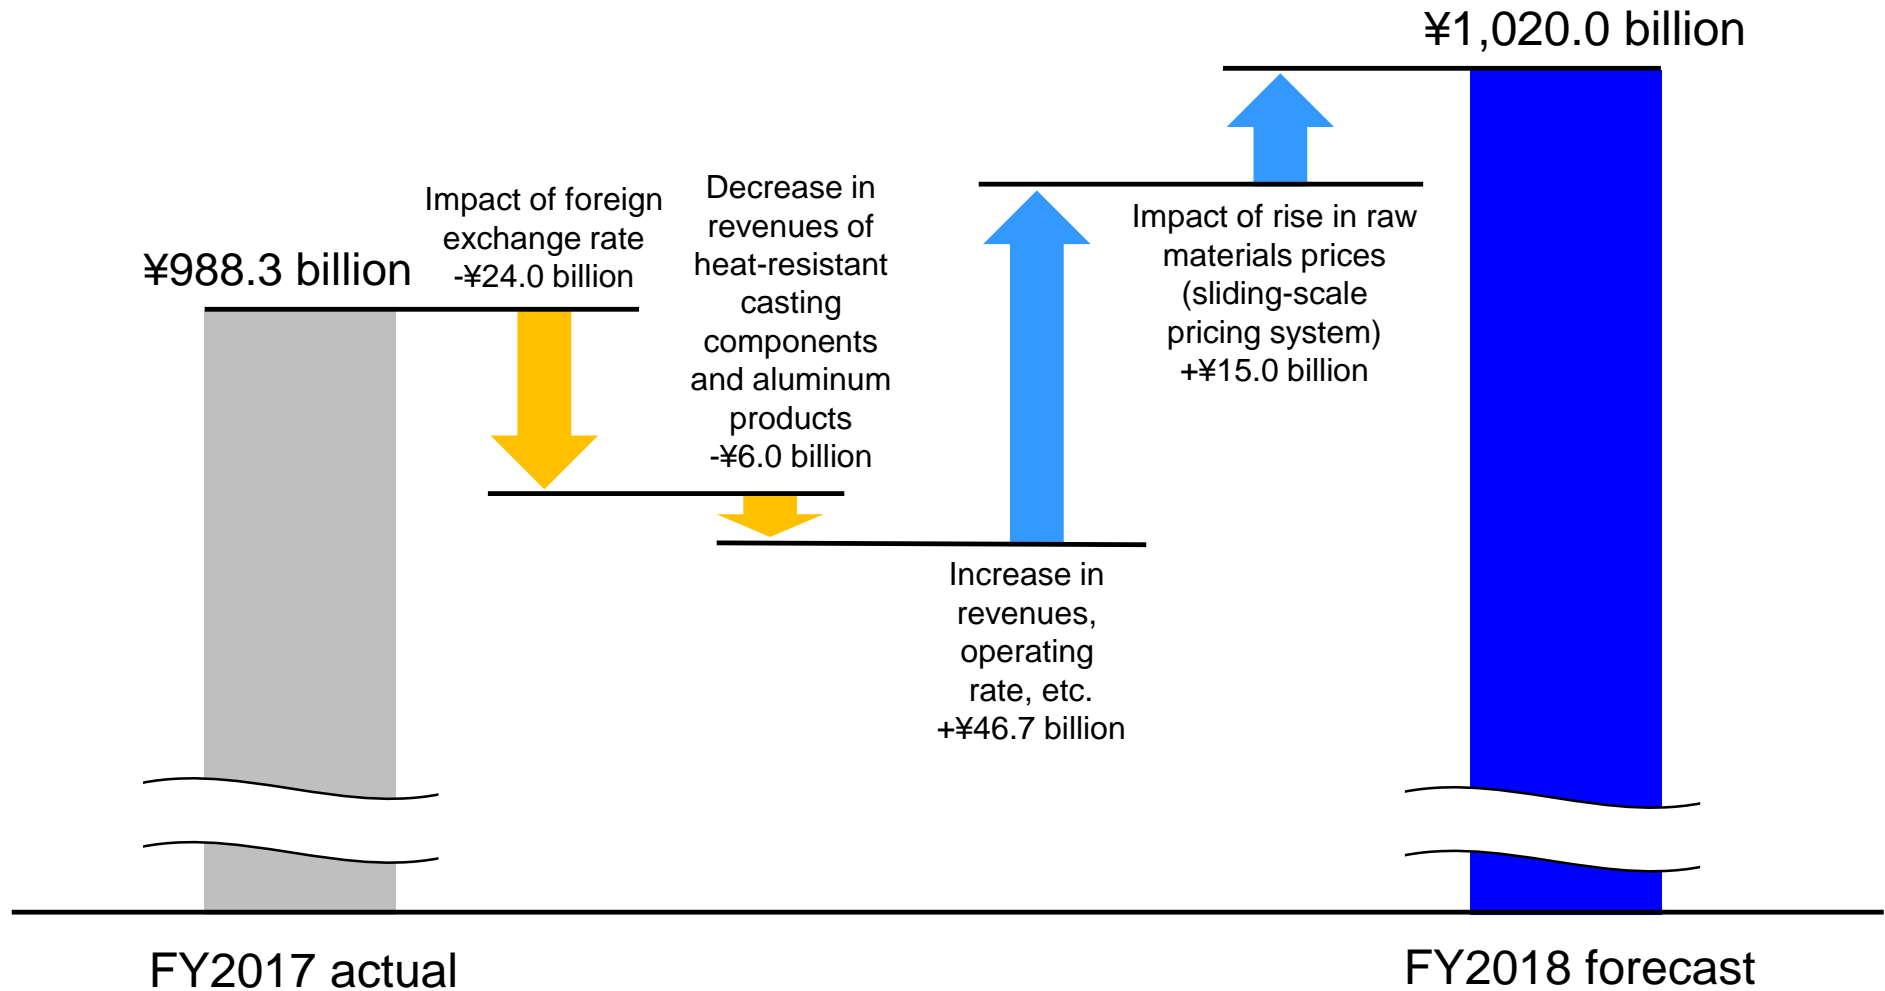 ¥1,020.0 billion
¥988.3 billion
Impact of foreign
exchange rate
-¥24.0 billion
Decrease in
revenues of
heat-resistant
casting
components
and aluminum
products
-¥6.0 billion
Increase in
revenues,
operating
rate, etc.
+¥46.7 billion
Impact of rise in raw
materials prices
(sliding-scale
pricing system)
+¥15.0 billion
FY2017 actual
FY2018 forecast